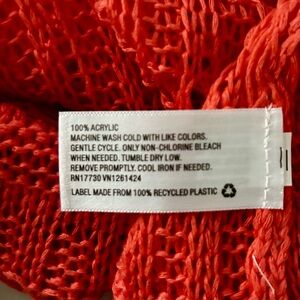 100% ACRYLIC
MACHINE WASH COLD WITH LIKE COLORS.
GENTLE CYCLE. ONLY NON-CHLORINE BLEACH
WHEN NEEDED. TUMBLE DRY LOW.
REMOVE PROMPTLY. COOL IRON IF NEEDED.
RN17730 VN1261424
LABEL MADE FROM 100% RECYCLED PLASTIC